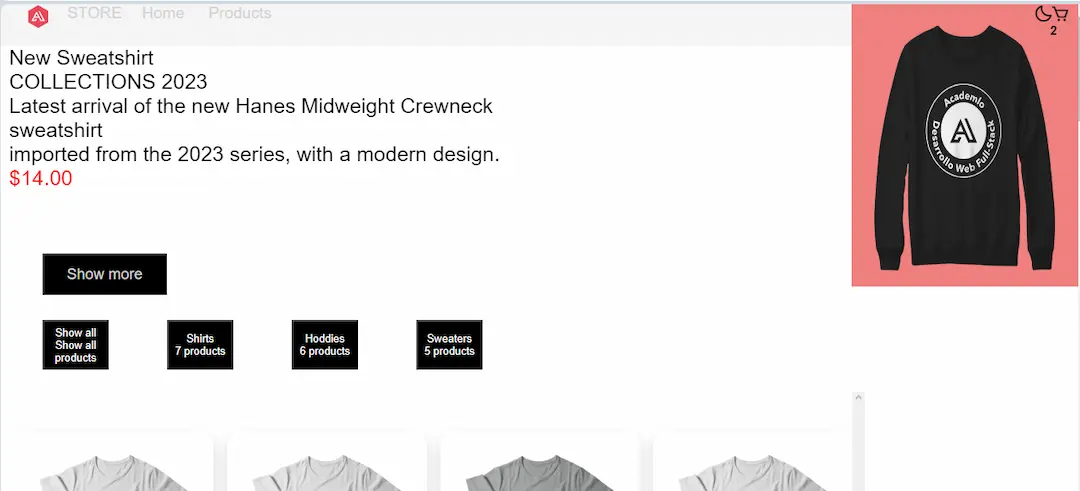 STORE Home Products
2
New Sweatshirt
COLLECTIONS 2023
Latest arrival of the new Hanes Midweight Crewneck
sweatshirt
imported from the 2023 series, with a modern design.
$14.00
Academlo
Desarrollo Web Full-Stack
Show more
Show all
Show all
products
Shirts
7 products
Hoddies
6 products
Sweaters
5 products